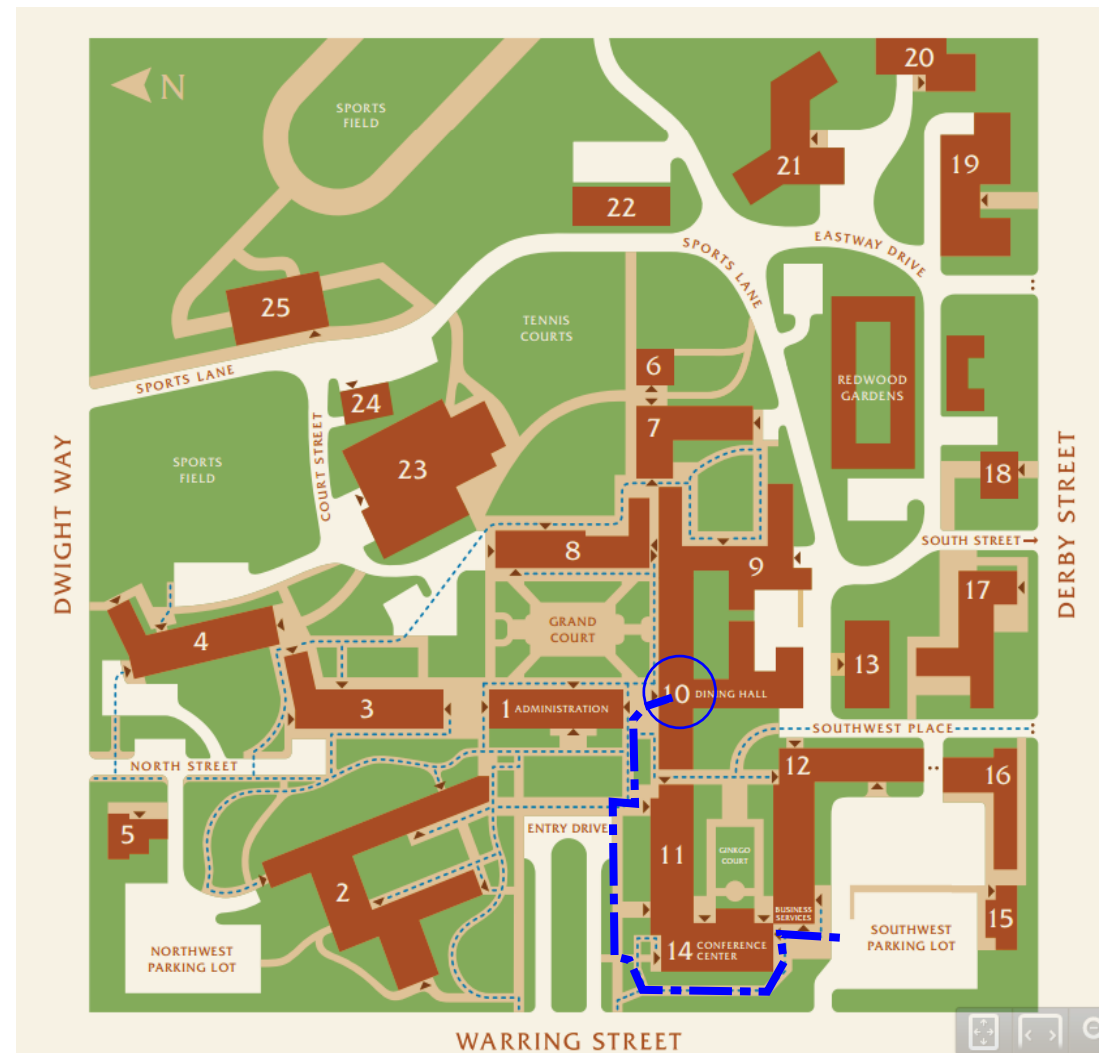 N
SPORTS
FIELD
20
21
19
22
SPORTS LANE
EASTWAY DRIVE
25
TENNIS
COURTS
SPORTS LANE
6
REDWOOD
GARDENS
24
7
COURT STREET
SPORTS
FIELD
23
18
DWIGHT WAY
DERBY STREET
SOUTH STREET
8
9
17
GRAND
COURT
4
13
10 DINING HALL
3
1 ADMINISTRATION
SOUTHWEST PLACE
NORTH STREET
12
16
5
ENTRY DRIVE
11
GINKGO
COURT
2
BUSINESS
SERVICES
15
NORTHWEST
PARKING LOT
14 CONFERENCE
CENTER
SOUTHWEST
PARKING LOT
WARRING STREET